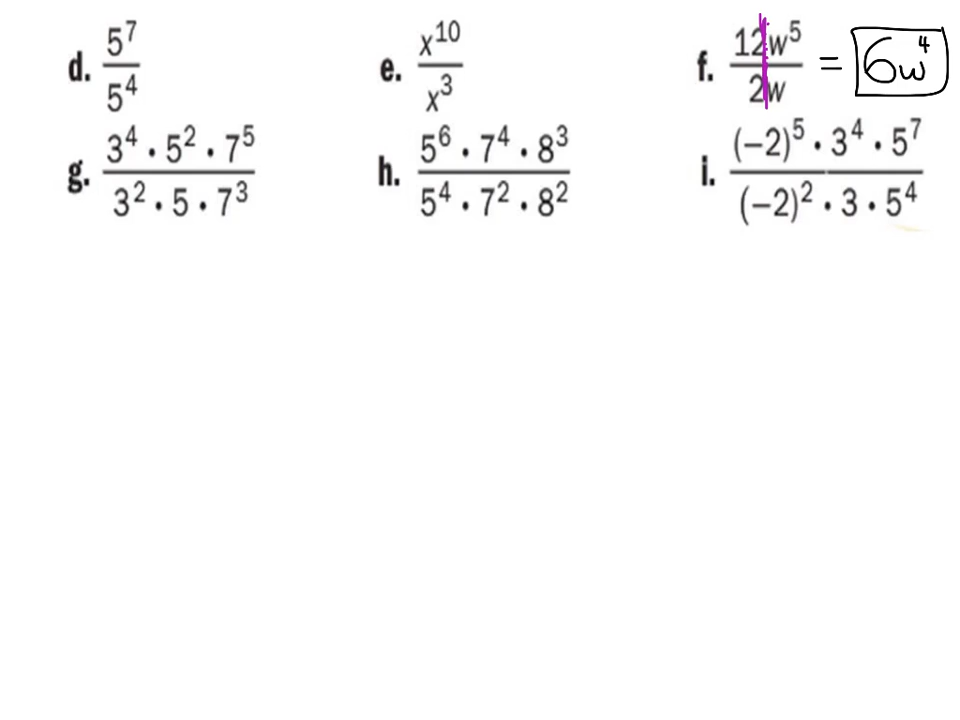 d. 5^7/5^4 e. x^10/x^3 f. 12w^5/2w = 6w^4
g. 3^4 · 5^2 · 7^5/3^2 · 5 · 7^3 h. 5^6 · 7^4 · 8^3/5^4 · 7^2 · 8^2 i. (−2)^5 · 3^4 · 5^7/(−2)^2 · 3 · 5^4